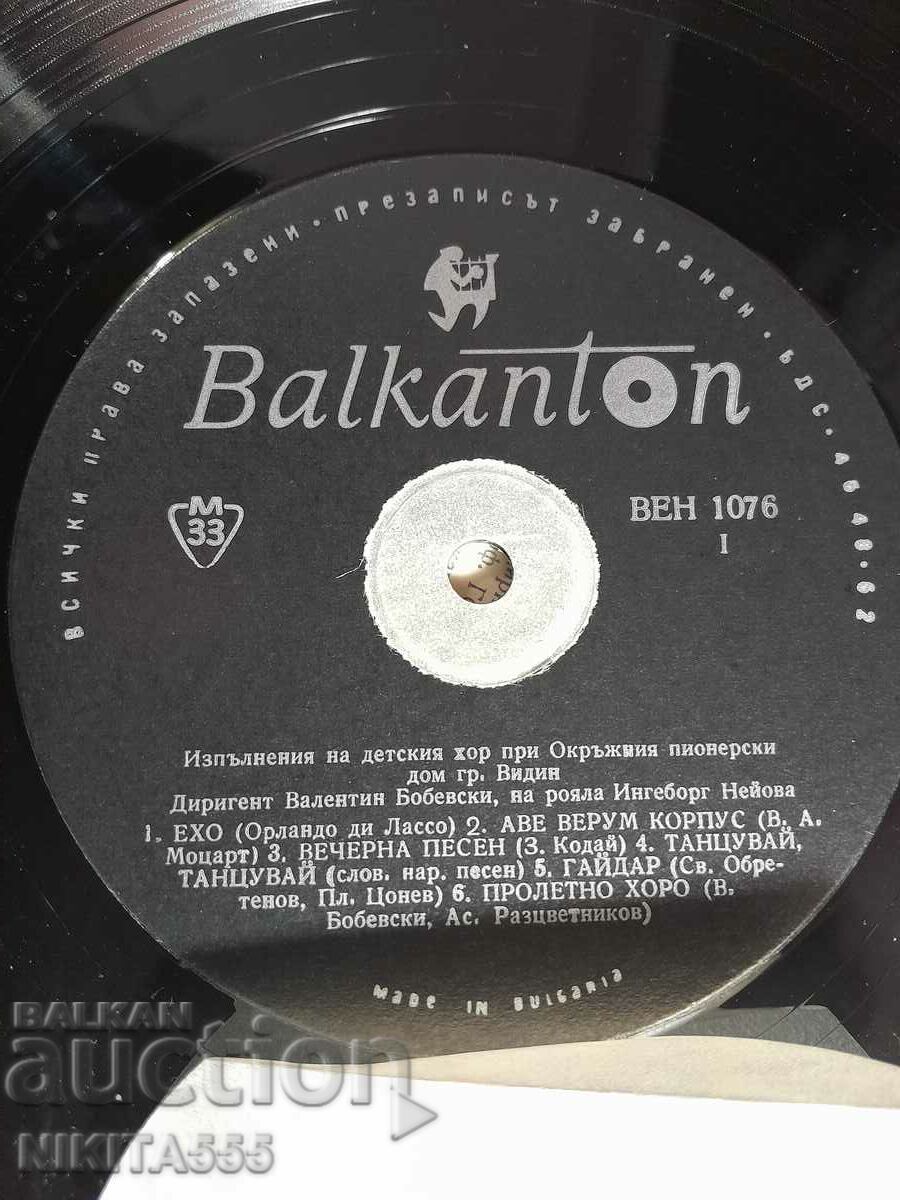 ВСИЧКИ ПРАВА ЗАПАЗЕНИ · ПРЕЗАПИСЪТ ЗАБРАНЕН · БДС · 4648-62
Balkanton
М
33
ВЕН 1076
I
Изпълнения на детския хор при Окръжния пионерски
дом гр. Видин
Диригент Валентин Бобевски, на рояла Ингеборг Нейова
1. ЕХО (Орландо ди Лассо) 2. АВЕ ВЕРУМ КОРПУС (В. А.
Моцарт) 3. ВЕЧЕРНА ПЕСЕН (З. Кодай) 4. ТАНЦУВАЙ,
ТАНЦУВАЙ (слов. нар. песен) 5. ГАЙДАР (Св. Обре-
тенов, Пл. Цонев) 6. ПРОЛЕТНО ХОРО (В.
Бобевски, Ас. Разцветников)
MADE IN BULGARIA
BALKAN
auction
NIKITA555